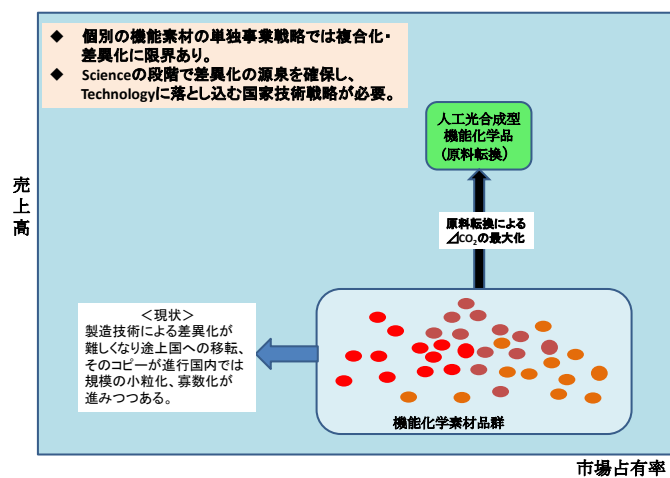 ◆ 個別の機能素材の単独事業戦略では複合化・
差異化に限界あり。
◆ Scienceの段階で差異化の源泉を確保し、
Technologyに落とし込む国家技術戦略が必要。
人工光合成型
機能化学品
(原料転換)
売上高
原料転換による
⊿CO₂の最大化
<現状>
製造技術による差異化が
難しくなり途上国への移転、
そのコピーが進行国内では
規模の小粒化、寡数化が
進みつつある。
機能化学素材品群
市場占有率